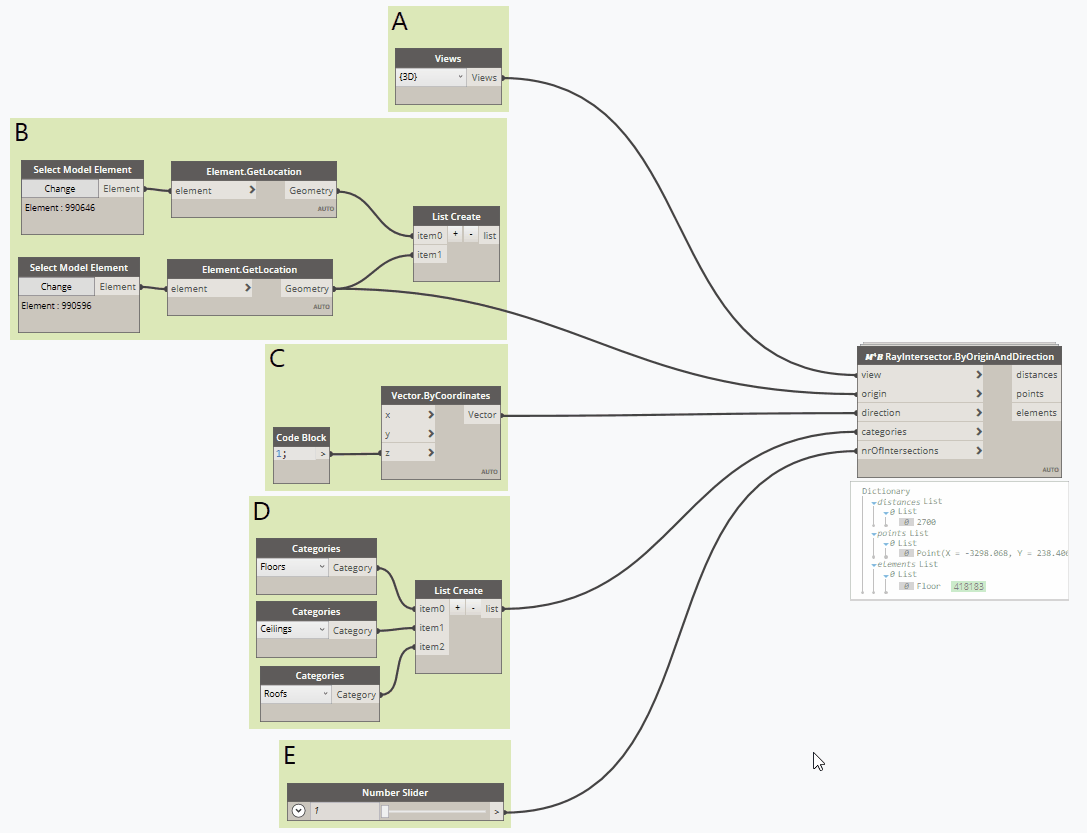 A
Views
{3D} Views
B
Select Model Element
Change Element
Element : 990646
Element.GetLocation
element > Geometry
AUTO
List Create
item0 + - list
item1
Select Model Element
Change Element
Element : 990596
Element.GetLocation
element > Geometry
AUTO
C
Code Block
1; >
Vector.ByCoordinates
x > Vector
y >
z >
AUTO
D
Categories
Floors Category
Categories
Ceilings Category
Categories
Roofs Category
List Create
item0 + - list
item1
item2
E
Number Slider
1 >
RayIntersector.ByOriginAndDirection
view > distances
origin > points
direction > elements
categories >
nrOfIntersections >
AUTO
Dictionary
distances List
0 List
0 2700
points List
0 List
0 Point(X = -3298.068, Y = 238.40
elements List
0 List
0 Floor 418183